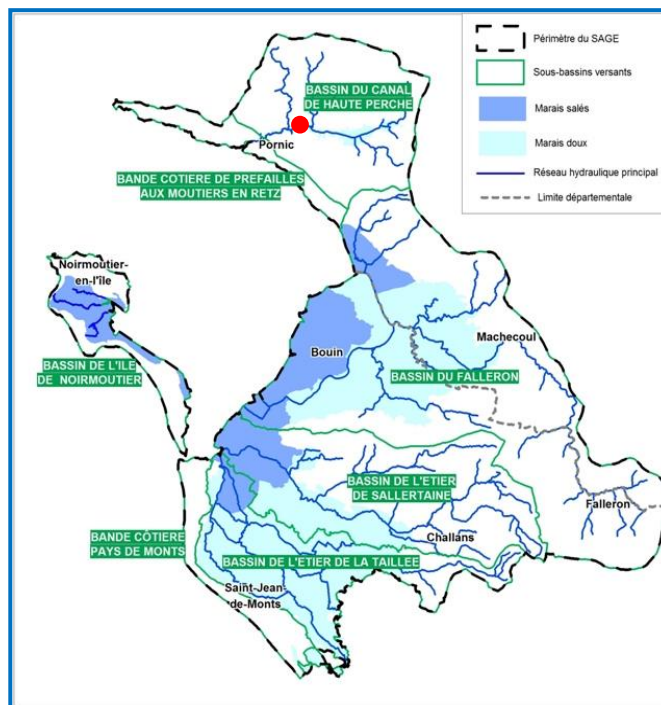 Périmètre du SAGE
Sous-bassins versants
Marais salés
Marais doux
Réseau hydraulique principal
Limite départementale
BASSIN DU CANAL
DE HAUTE PERCHE
Pornic
BANDE COTIERE DE PREFAILLES
AUX MOUTIERS EN RETZ
Noirmoutier-
en-l'île
BASSIN DE L'ILE
DE NOIRMOUTIER
Bouin
Machecoul
BASSIN DU FALLERON
BASSIN DE L'ETIER
DE SALLERTAINE
Falleron
Challans
BANDE CÔTIERE
PAYS DE MONTS
BASSIN DE L'ETIER DE LA TAILLEE
Saint-Jean-
de-Monts